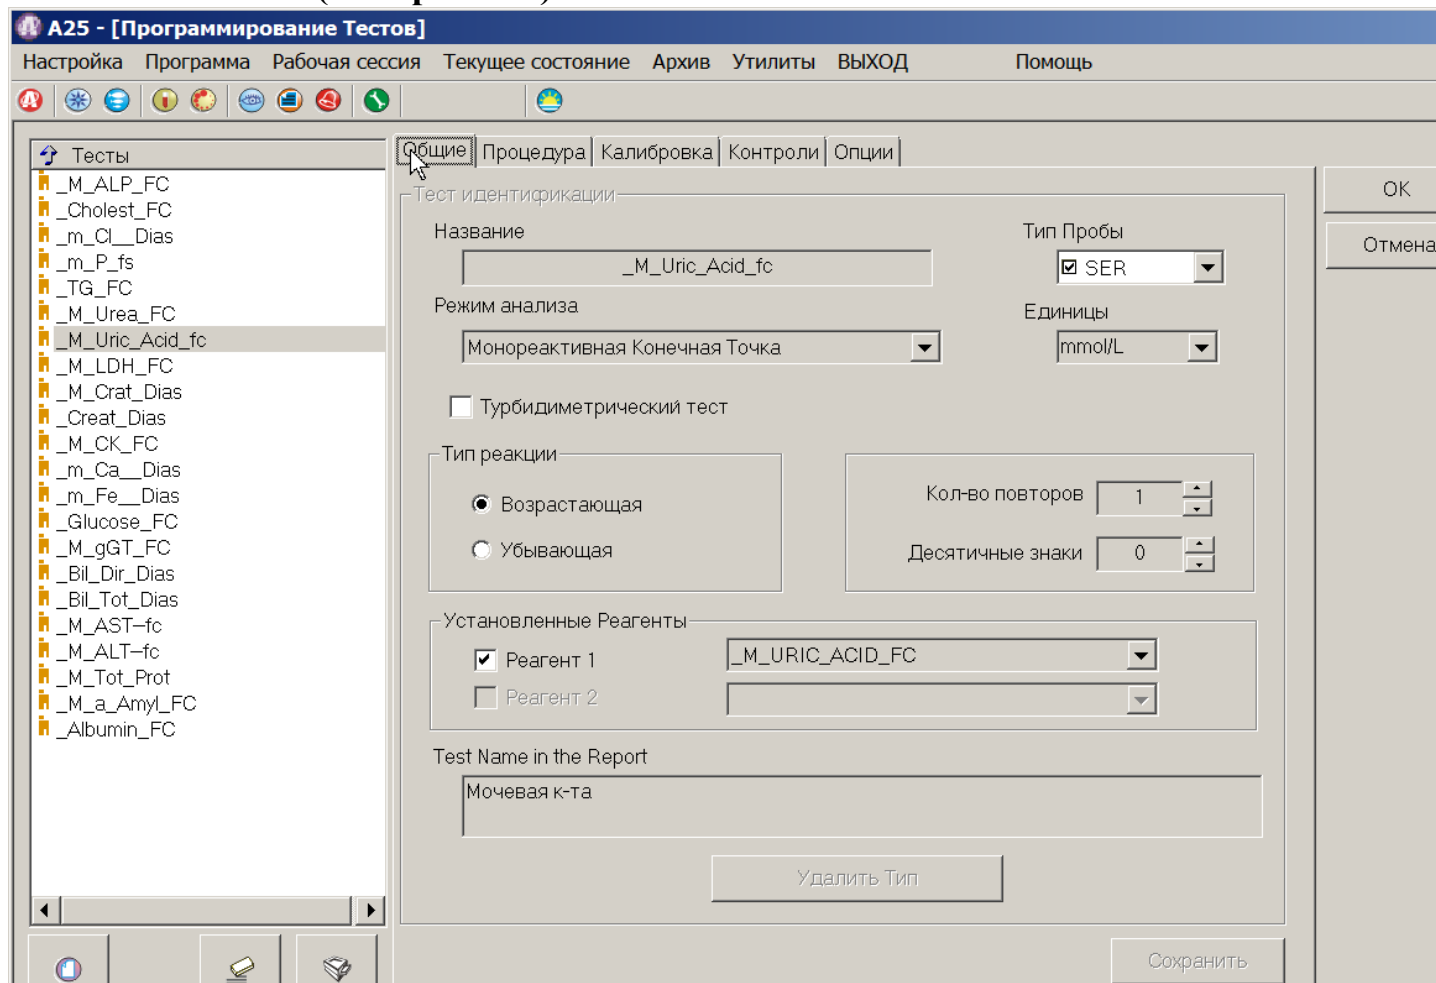 A25 - [Программирование Тестов]
Настройка Программа Рабочая сессия Текущее состояние Архив Утилиты ВЫХОД Помощь
Тесты
_M_ALP_FC
_Cholest_FC
_m_Cl__Dias
_m_P_fs
_TG_FC
_M_Urea_FC
_M_Uric_Acid_fc
_M_LDH_FC
_M_Crat_Dias
_Creat_Dias
_M_CK_FC
_m_Ca__Dias
_m_Fe__Dias
_Glucose_FC
_M_gGT_FC
_Bil_Dir_Dias
_Bil_Tot_Dias
_M_AST–fc
_M_ALT–fc
_M_Tot_Prot
_M_a_Amyl_FC
_Albumin_FC
Общие Процедура Калибровка Контроли Опции
Тест идентификации
Название
_M_Uric_Acid_fc
Тип Пробы
SER
Режим анализа
Монореактивная Конечная Точка
Единицы
mmol/L
Турбидиметрический тест
Тип реакции
Возрастающая
Убывающая
Кол-во повторов 1
Десятичные знаки 0
Установленные Реагенты
Реагент 1 _M_URIC_ACID_FC
Реагент 2
Test Name in the Report
Мочевая к-та
Удалить Тип
Сохранить
OK
Отмена